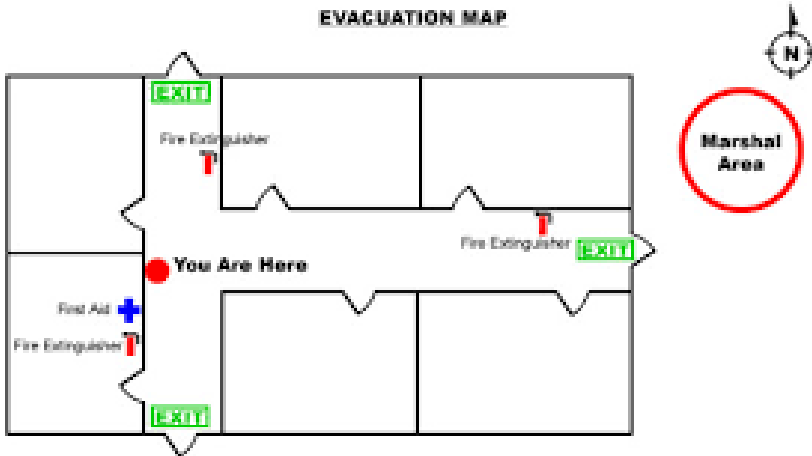 EVACUATION MAP
N
EXIT
Fire Extinguisher
Marshal
Area
Fire Extinguisher
EXIT
You Are Here
First Aid
Fire Extinguisher
EXIT